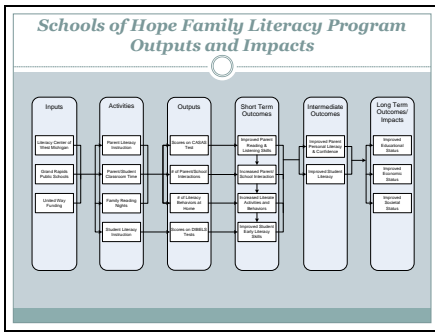 Schools of Hope Family Literacy Program
Outputs and Impacts
Inputs
Literacy Center of
West Michigan
Grand Rapids
Public Schools
United Way
Funding
Activities
Parent Literacy
Instruction
Parent/Student
Classroom Time
Family Reading
Nights
Student Literacy
Instruction
Outputs
Scores on CASAS
Test
# of Parent/School
Interactions
# of Literacy
Behaviors at
Home
Scores on DIBELS
Tests
Short Term
Outcomes
Improved Parent
Reading &
Listening Skills
Increased Parent/
School Interaction
Increased Literate
Activities and
Behaviors
Improved Student
Early Literacy
Skills
Intermediate
Outcomes
Improved Parent
Personal Literacy
& Confidence
Improved Student
Literacy
Long Term
Outcomes/
Impacts
Improved
Educational
Status
Improved
Economic
Status
Improved
Societal
Status